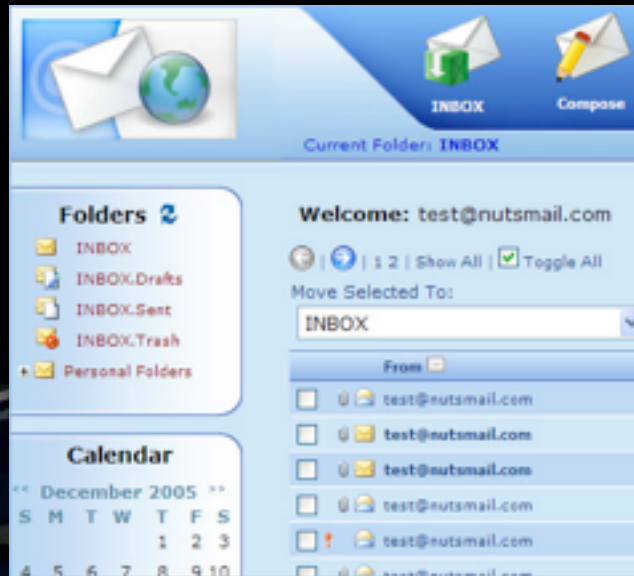 INBOX Compose
Current Folder: INBOX
Folders
INBOX
INBOX.Drafts
INBOX.Sent
INBOX.Trash
+ Personal Folders
Calendar
<< December 2005 >>
S M T W T F S
1 2 3
4 5 6 7 8 9 10
Welcome: test@nutsmail.com
| | 1 2 | Show All | Toggle All
Move Selected To:
INBOX
From
test@nutsmail.com
test@nutsmail.com
test@nutsmail.com
test@nutsmail.com
! test@nutsmail.com
test@nutsmail.com